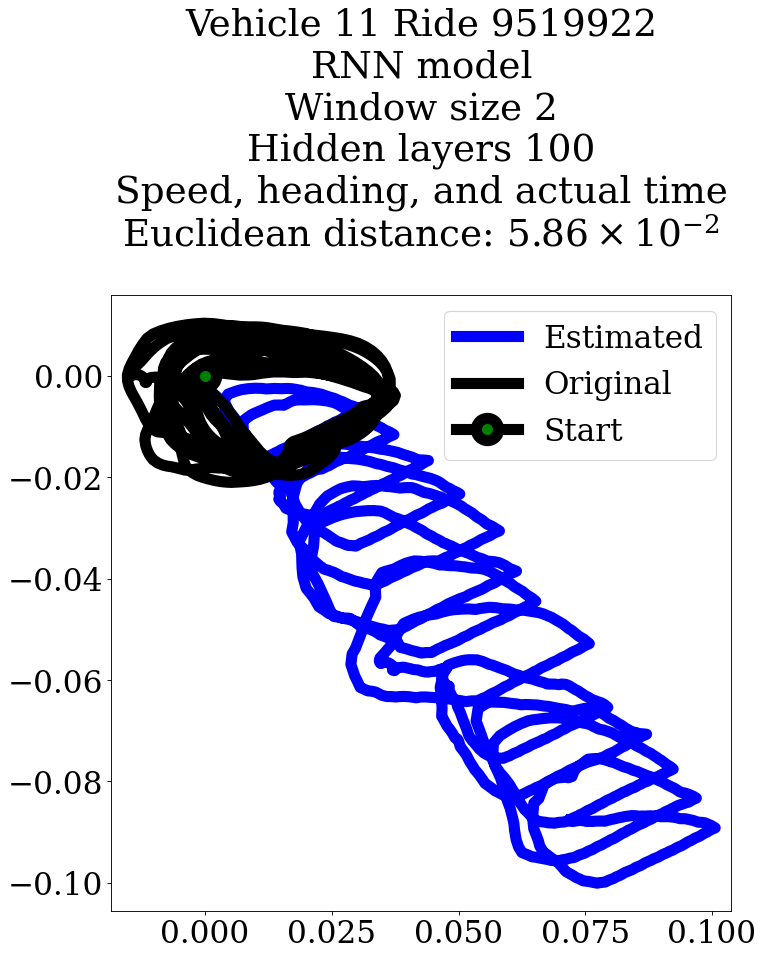 Vehicle 11 Ride 9519922
RNN model
Window size 2
Hidden layers 100
Speed, heading, and actual time
Euclidean distance: 5.86 × 10⁻²
Estimated
Original
Start
0.00
−0.02
−0.04
−0.06
−0.08
−0.10
0.000 0.025 0.050 0.075 0.100